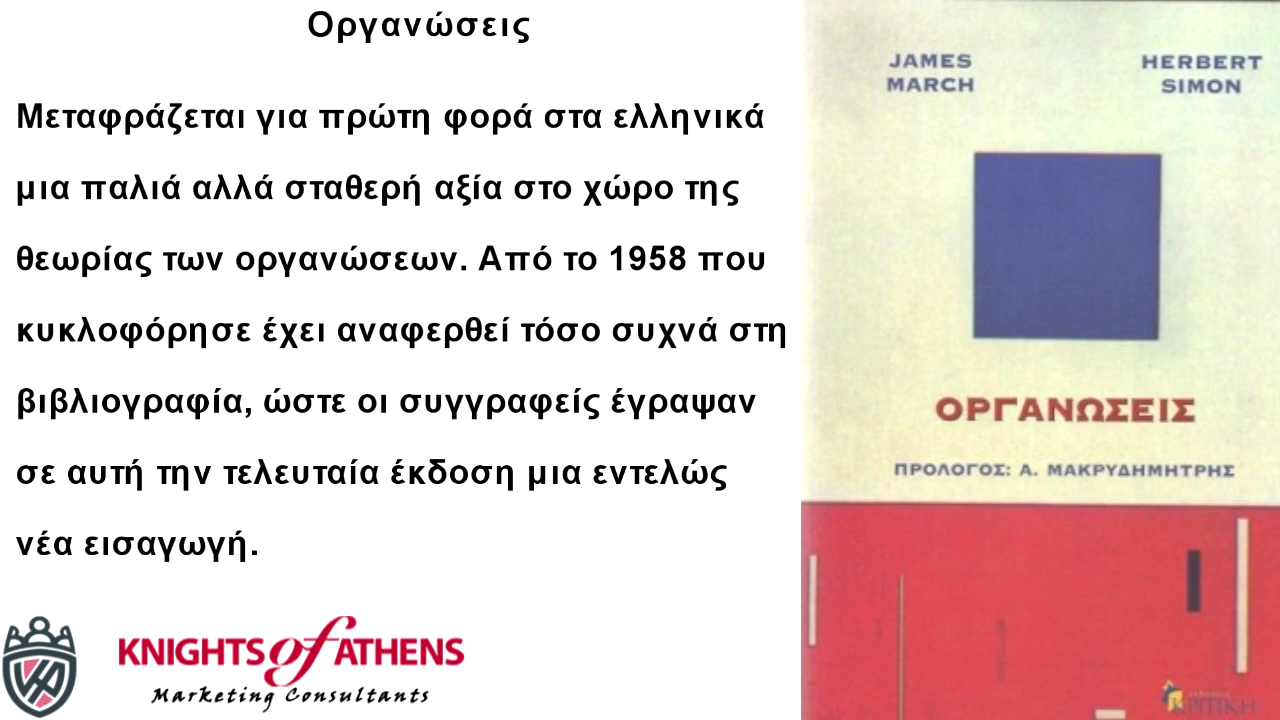 Οργανώσεις
Μεταφράζεται για πρώτη φορά στα ελληνικά
μια παλιά αλλά σταθερή αξία στο χώρο της
θεωρίας των οργανώσεων. Από το 1958 που
κυκλοφόρησε έχει αναφερθεί τόσο συχνά στη
βιβλιογραφία, ώστε οι συγγραφείς έγραψαν
σε αυτή την τελευταία έκδοση μια εντελώς
νέα εισαγωγή.
KNIGHTS of ATHENS
Marketing Consultants
JAMES
MARCH
HERBERT
SIMON
ΟΡΓΑΝΩΣΕΙΣ
ΠΡΟΛΟΓΟΣ: Α. ΜΑΚΡΥΔΗΜΗΤΡΗΣ
ΚΡΙΤΙΚΗ